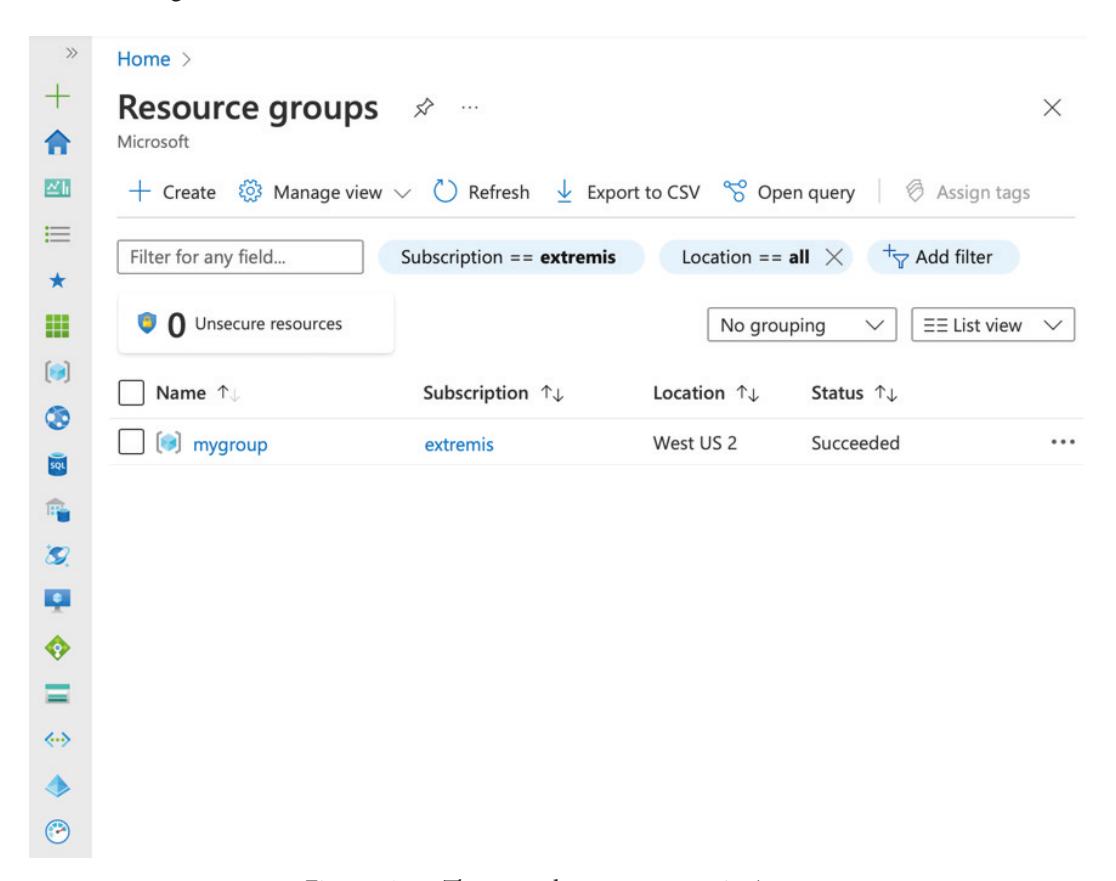 Home >
Resource groups ...
Microsoft
Create Manage view Refresh Export to CSV Open query Assign tags
Filter for any field... Subscription == extremis Location == all Add filter
0 Unsecure resources No grouping List view
Name Subscription Location Status
SQL mygroup extremis West US 2 Succeeded ...